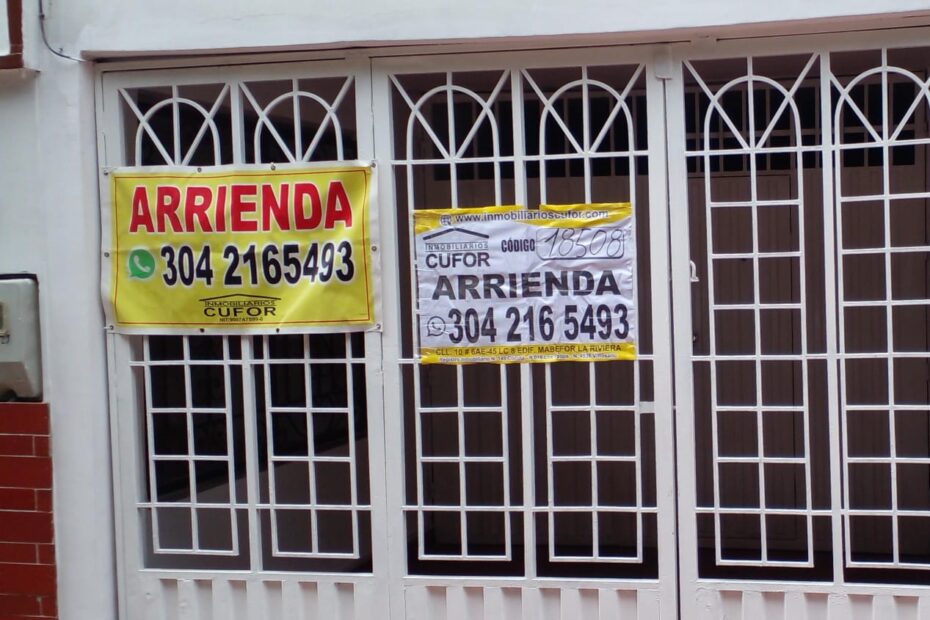 ARRIENDA
304 2165493
INMOBILIARIOS
CUFOR
www.inmobiliarioscufor.com
INMOBILIARIOS
CUFOR
CÓDIGO 18508
ARRIENDA
304 216 5493
CLL. 10 # 6AE-45 LC 8 EDIF. MABEFOR LA RIVIERA